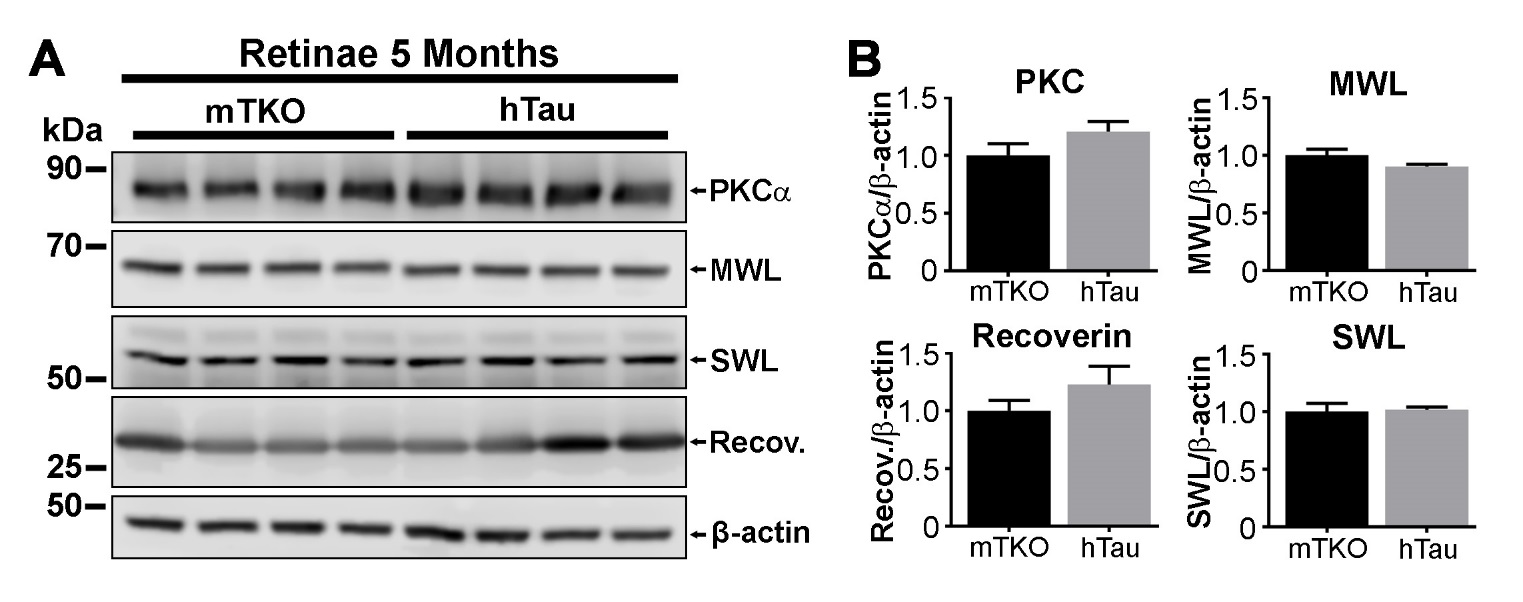 A
Retinae 5 Months
mTKO hTau
kDa
90
PKCα
70
MWL
SWL
50
Recov.
25
50
β-actin
B
PKC
PKCα/β-actin
1.5
1.0
0.5
0
mTKO hTau
MWL
MWL/β-actin
1.5
1.0
0.5
0
mTKO hTau
Recoverin
Recov./β-actin
1.5
1.0
0.5
0
mTKO hTau
SWL
SWL/β-actin
1.5
1.0
0.5
0
mTKO hTau